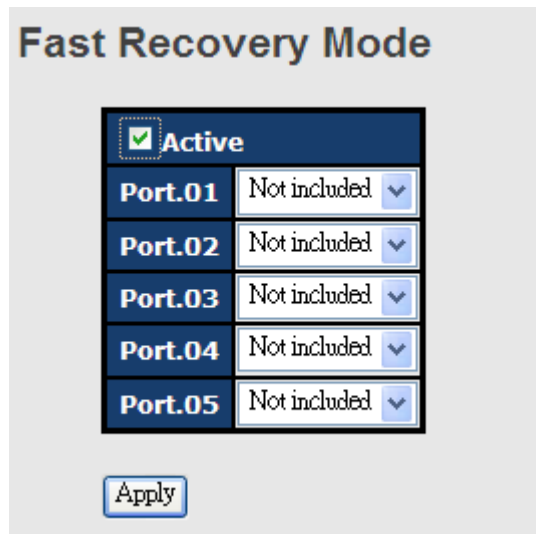 Fast Recovery Mode
Active
Port.01 Not included
Port.02 Not included
Port.03 Not included
Port.04 Not included
Port.05 Not included
Apply